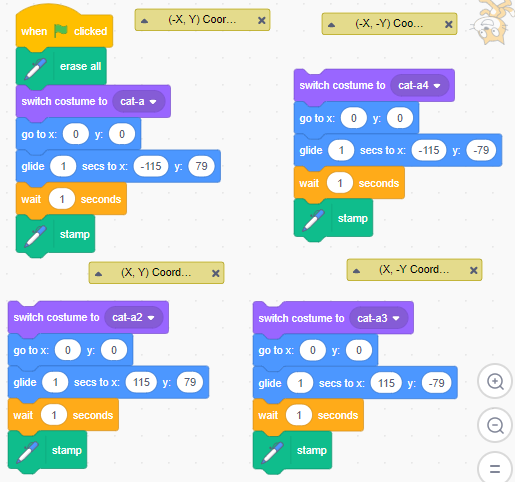 (-X, Y) Coor...
when clicked
erase all
switch costume to cat-a
go to x: 0 y: 0
glide 1 secs to x: -115 y: 79
wait 1 seconds
stamp
(-X, -Y) Coo...
switch costume to cat-a4
go to x: 0 y: 0
glide 1 secs to x: -115 y: -79
wait 1 seconds
stamp
(X, Y) Coord...
switch costume to cat-a2
go to x: 0 y: 0
glide 1 secs to x: 115 y: 79
wait 1 seconds
stamp
(X, -Y Coord...
switch costume to cat-a3
go to x: 0 y: 0
glide 1 secs to x: 115 y: -79
wait 1 seconds
stamp